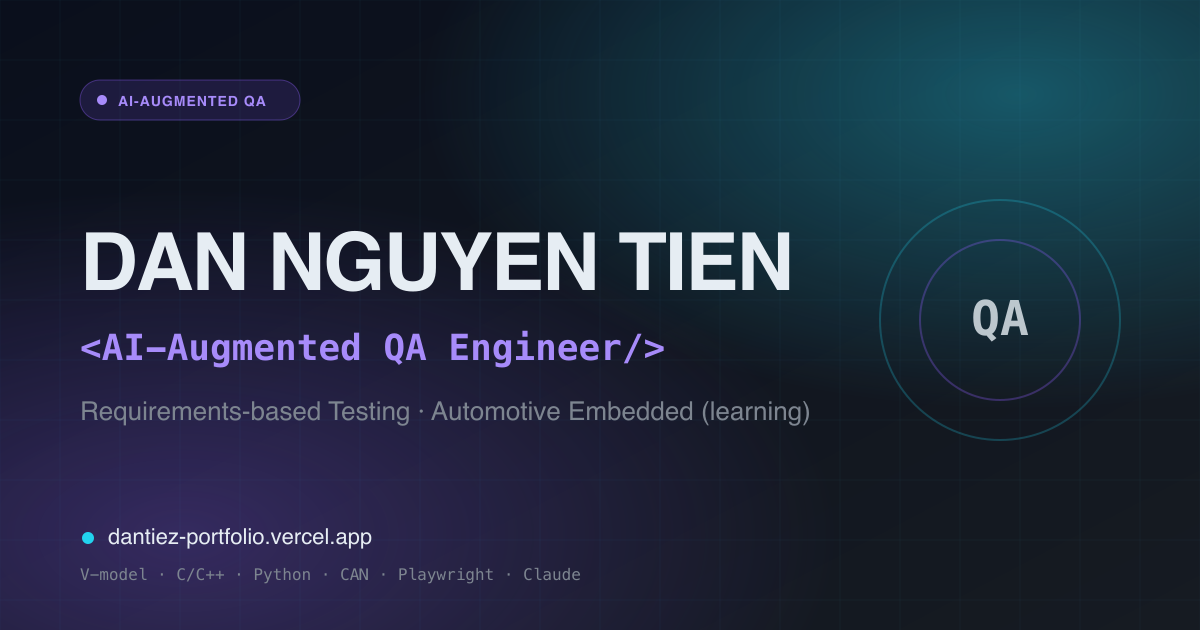 AI-AUGMENTED QA
DAN NGUYEN TIEN
<AI–Augmented QA Engineer/>
QA
Requirements-based Testing · Automotive Embedded (learning)
dantiez-portfolio.vercel.app
V–model · C/C++ · Python · CAN · Playwright · Claude